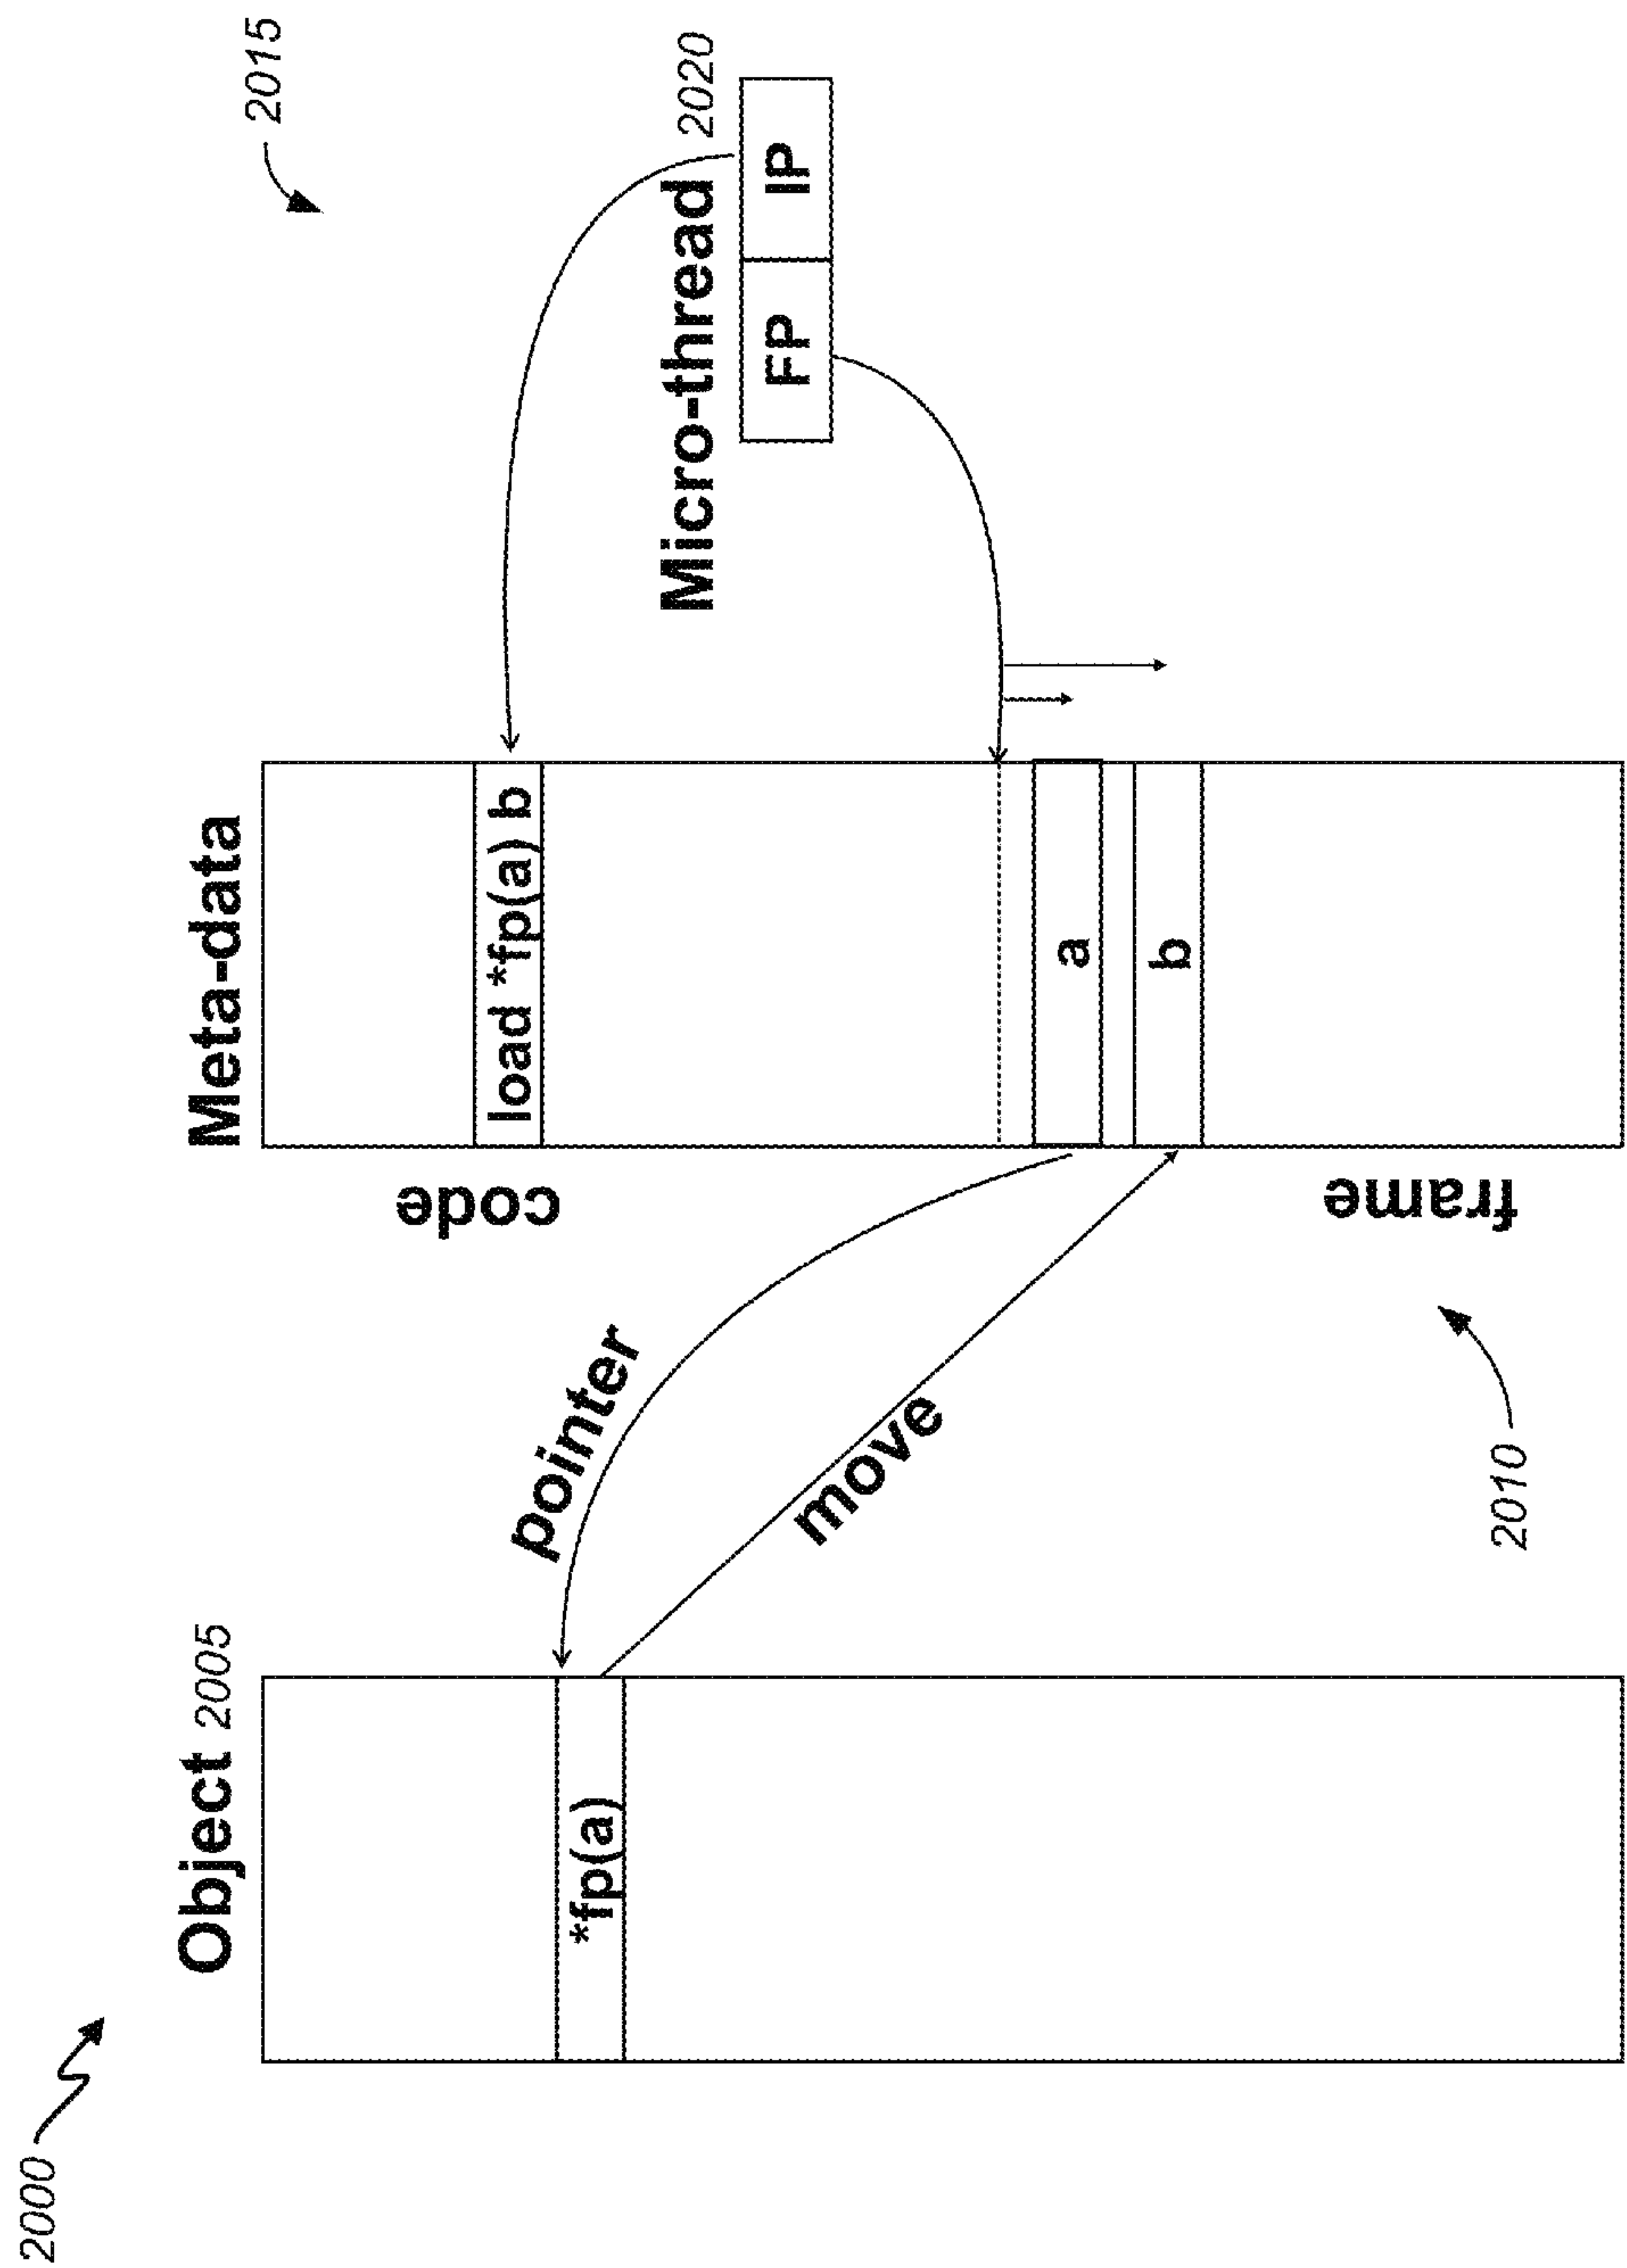 2000
Object 2005
*fp(a)
pointer
move
2010
Meta-data
code
load *fp(a) b
a
b
frame
2015
Micro-thread 2020
FP IP